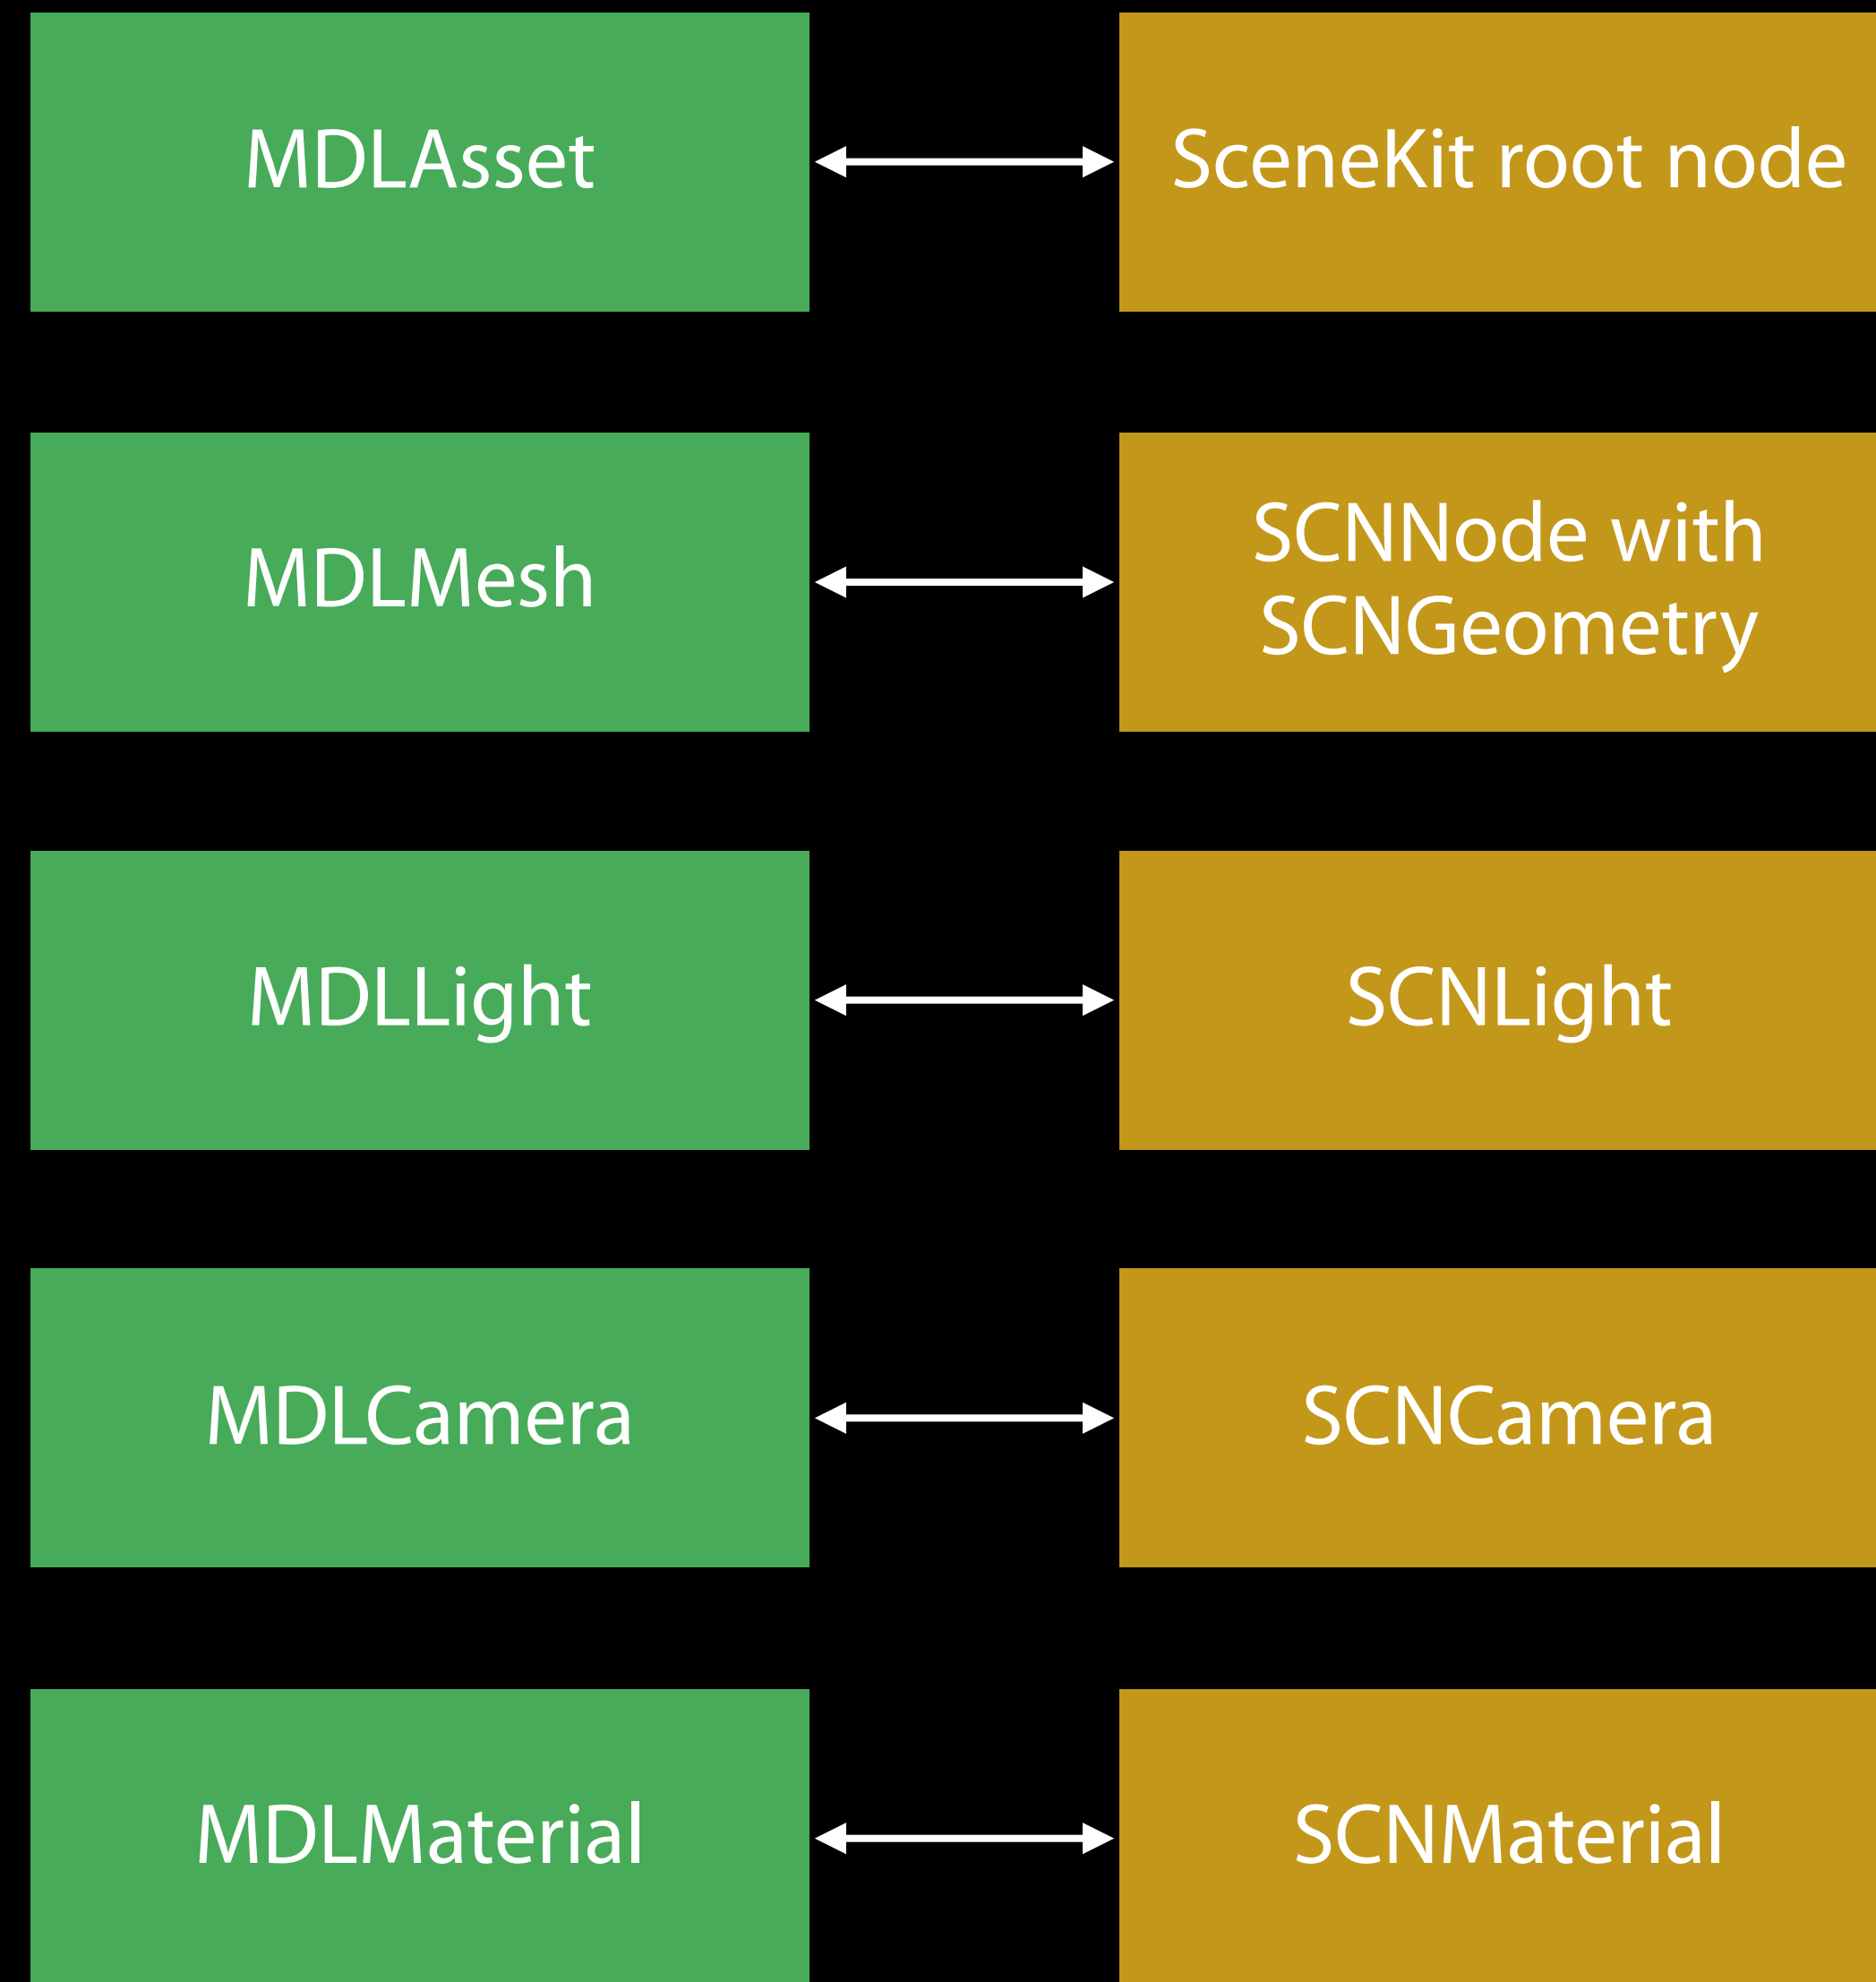 MDLAsset
SceneKit root node
MDLMesh
SCNNode with
SCNGeometry
MDLLight
SCNLight
MDLCamera
SCNCamera
MDLMaterial
SCNMaterial